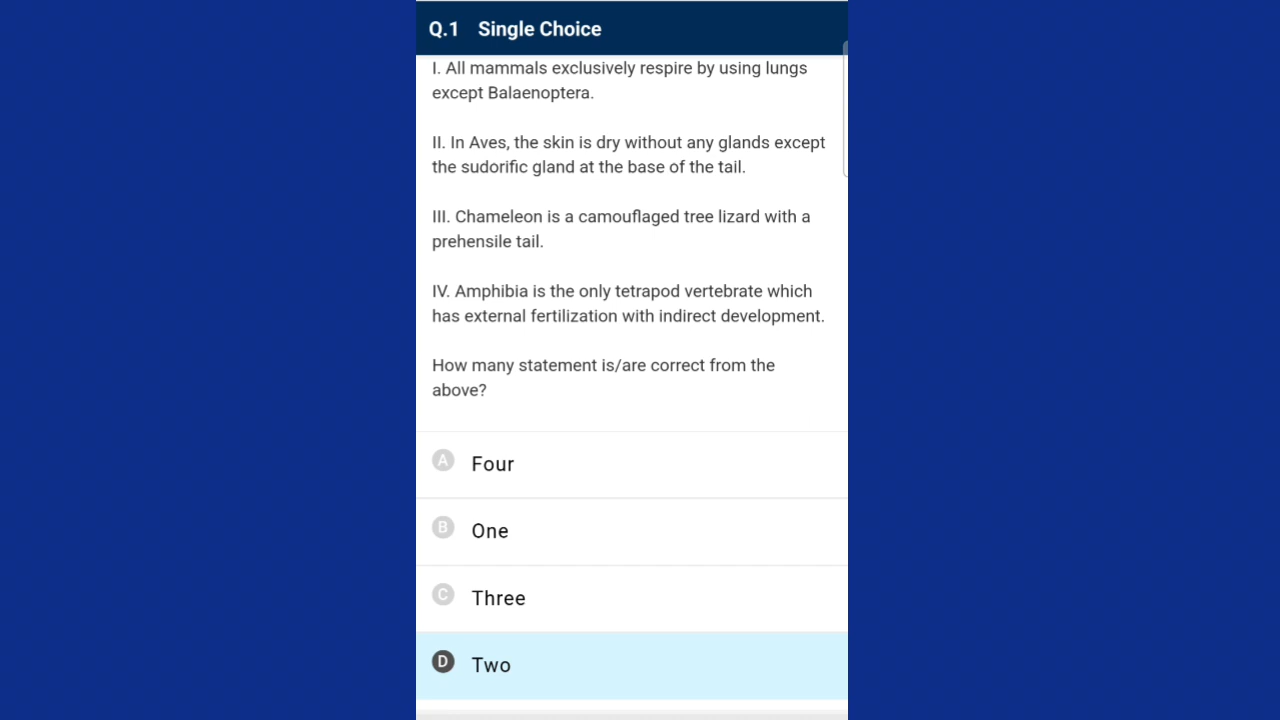 Q.1 Single Choice
I. All mammals exclusively respire by using lungs
except Balaenoptera.
II. In Aves, the skin is dry without any glands except
the sudorific gland at the base of the tail.
III. Chameleon is a camouflaged tree lizard with a
prehensile tail.
IV. Amphibia is the only tetrapod vertebrate which
has external fertilization with indirect development.
How many statement is/are correct from the
above?
A Four
B One
C Three
D Two